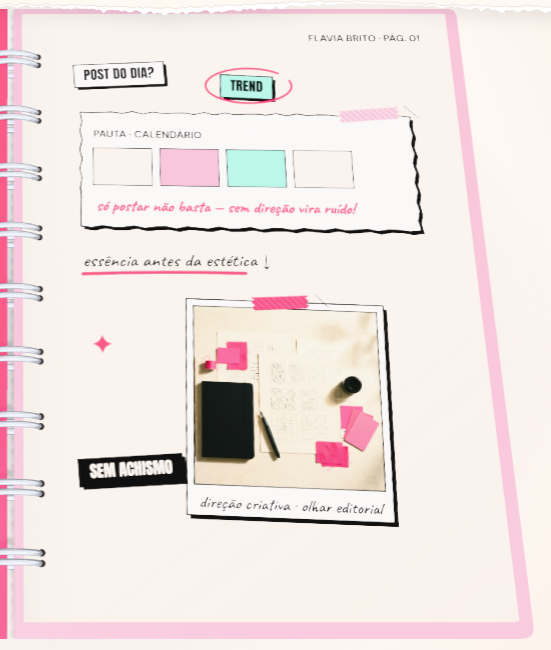 FLAVIA BRITO · PÁG. 01
POST DO DIA?
TREND
PAUTA · CALENDÁRIO
só postar não basta — sem direção vira ruído!
essência antes da estética ↓
SEM ACHISMO
direção criativa · olhar editorial